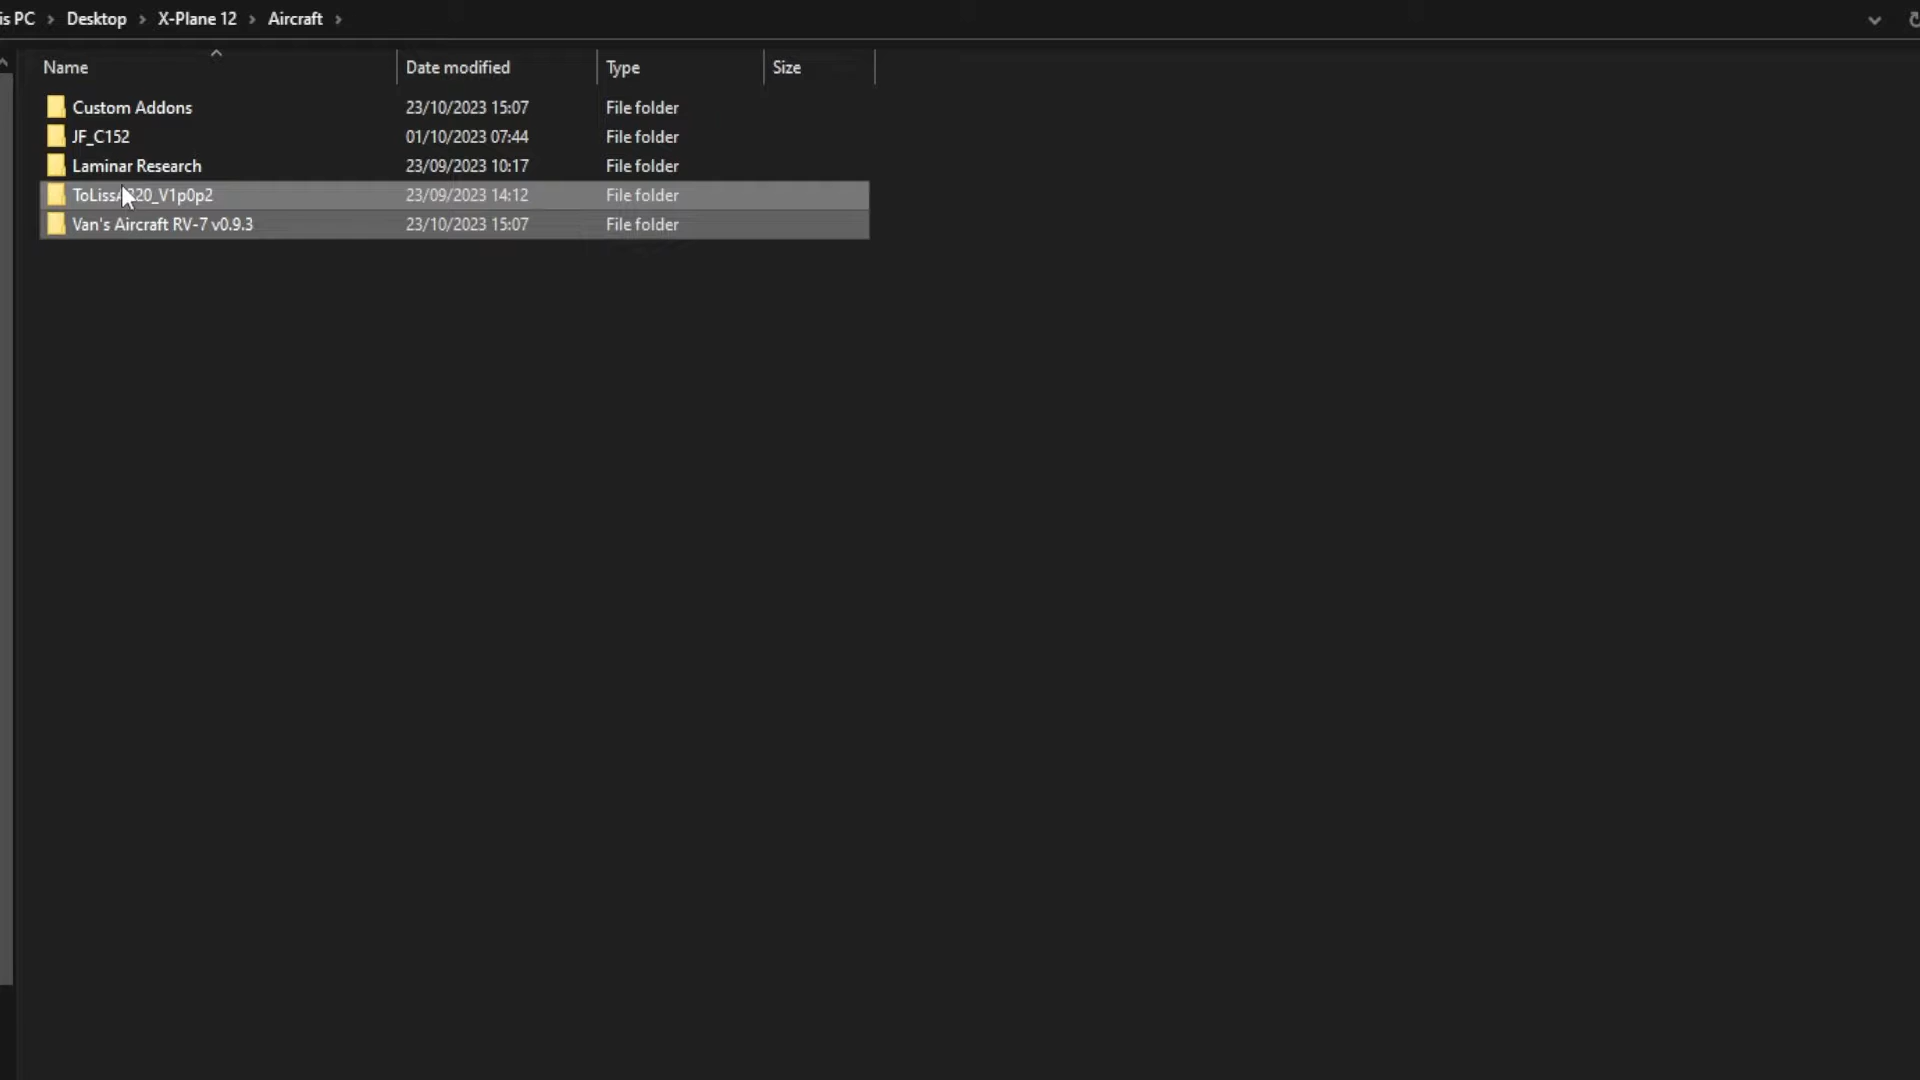 is PC > Desktop > X-Plane 12 > Aircraft >
Name Date modified Type Size
Custom Addons 23/10/2023 15:07 File folder
JF_C152 01/10/2023 07:44 File folder
Laminar Research 23/09/2023 10:17 File folder
ToLissA320_V1p0p2 23/09/2023 14:12 File folder
Van's Aircraft RV-7 v0.9.3 23/10/2023 15:07 File folder